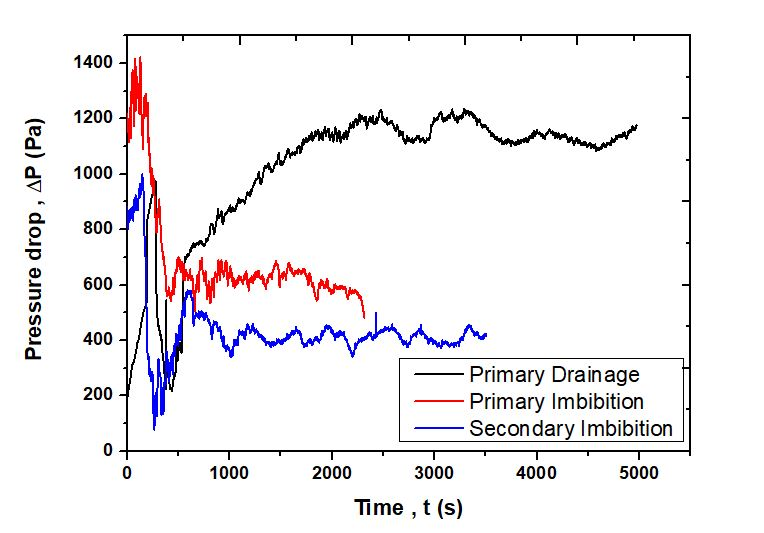 1400
1200
1000
800
600
400
200
0
Pressure drop , ΔP (Pa)
Primary Drainage
Primary Imbibition
Secondary Imbibition
0 1000 2000 3000 4000 5000
Time , t (s)